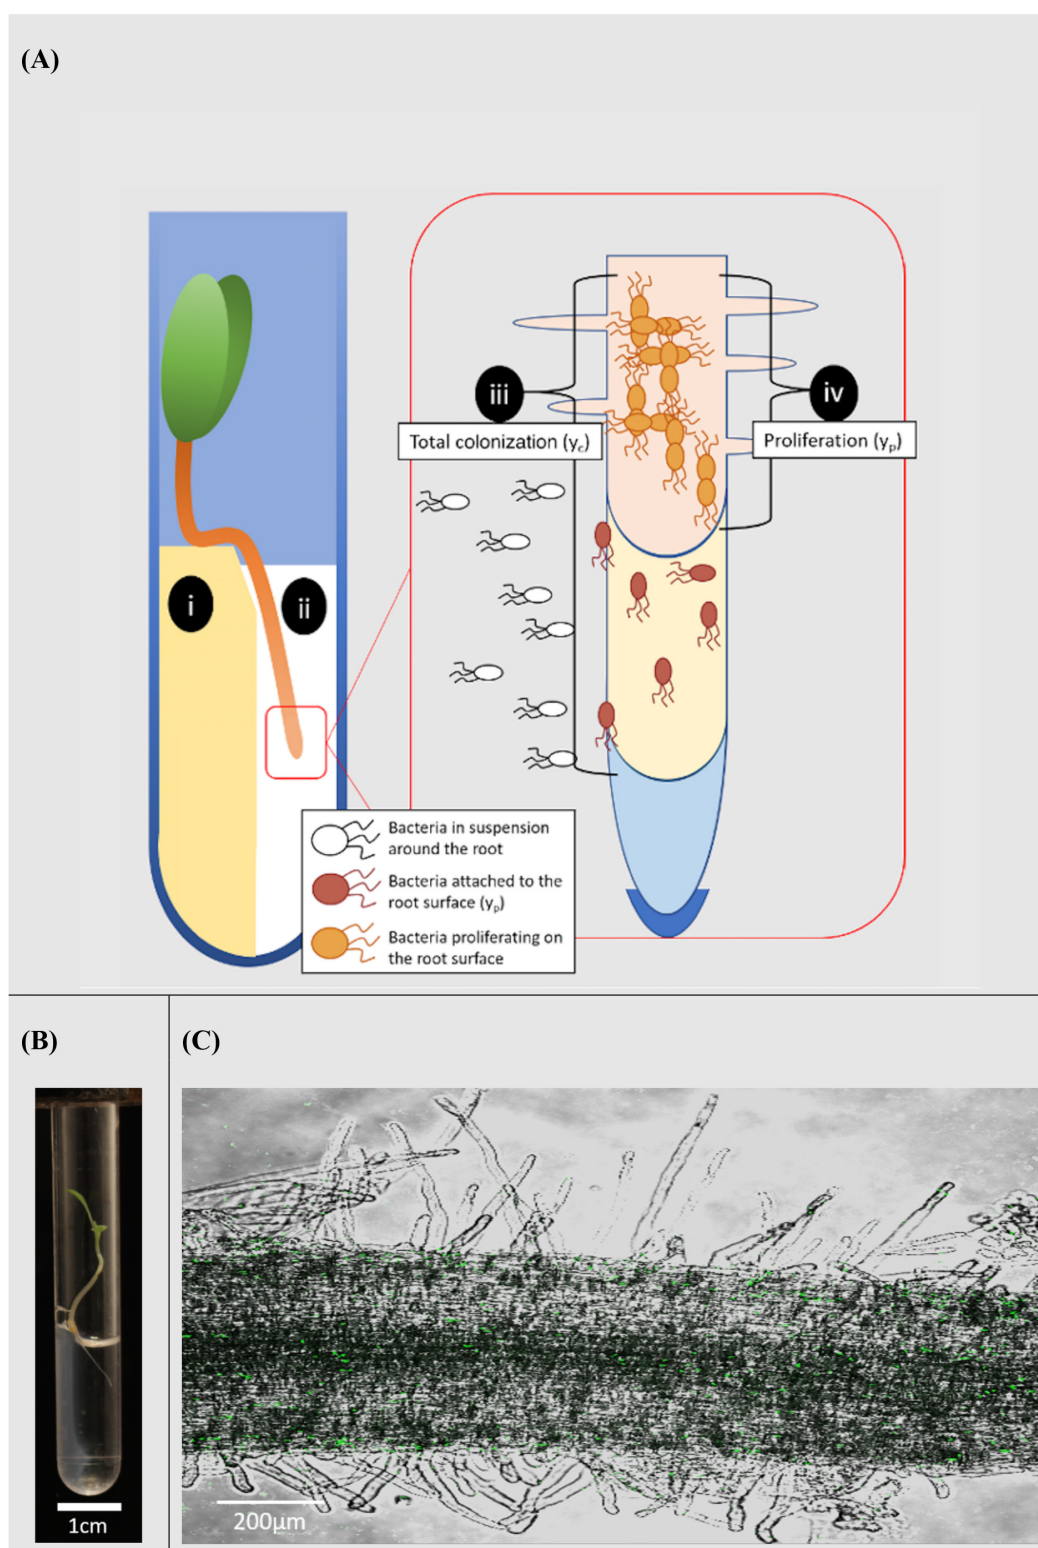 (A)
iii
iv
Total colonization (yc)
Proliferation (yp)
i
ii
Bacteria in suspension
around the root
Bacteria attached to the
root surface (yp)
Bacteria proliferating on
the root surface
(B)
(C)
1cm
200µm